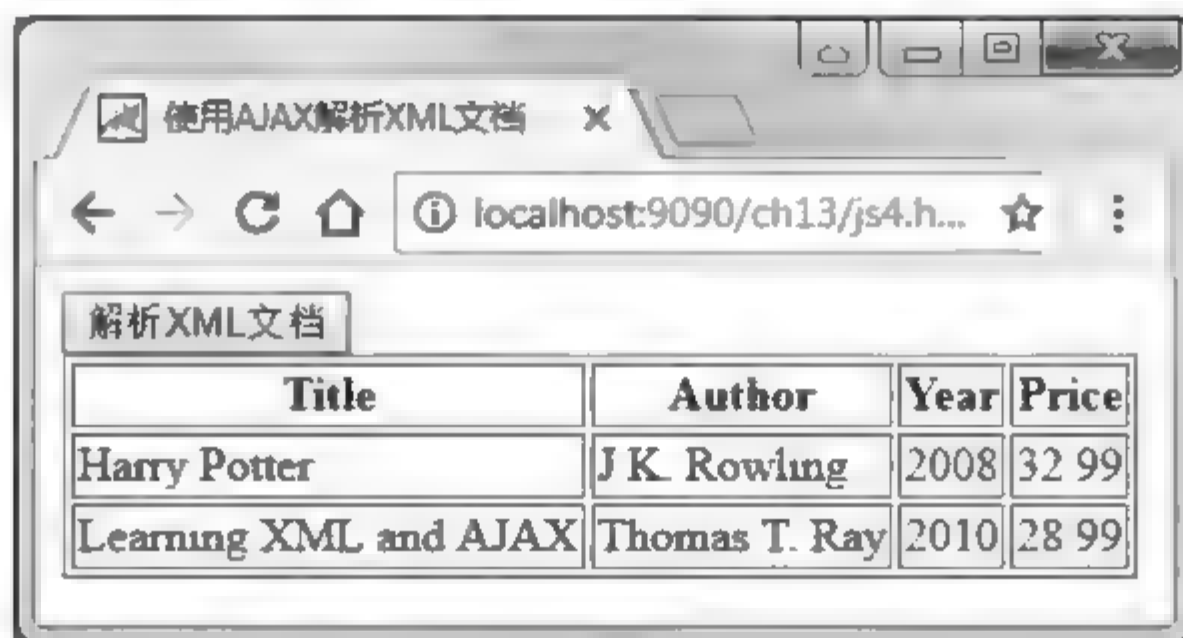 使用AJAX解析XML文档
localhost:9090/ch13/js4.h...
解析XML文档
Title Author Year Price
Harry Potter J K. Rowling 2008 32 99
Learning XML and AJAX Thomas T. Ray 2010 28 99